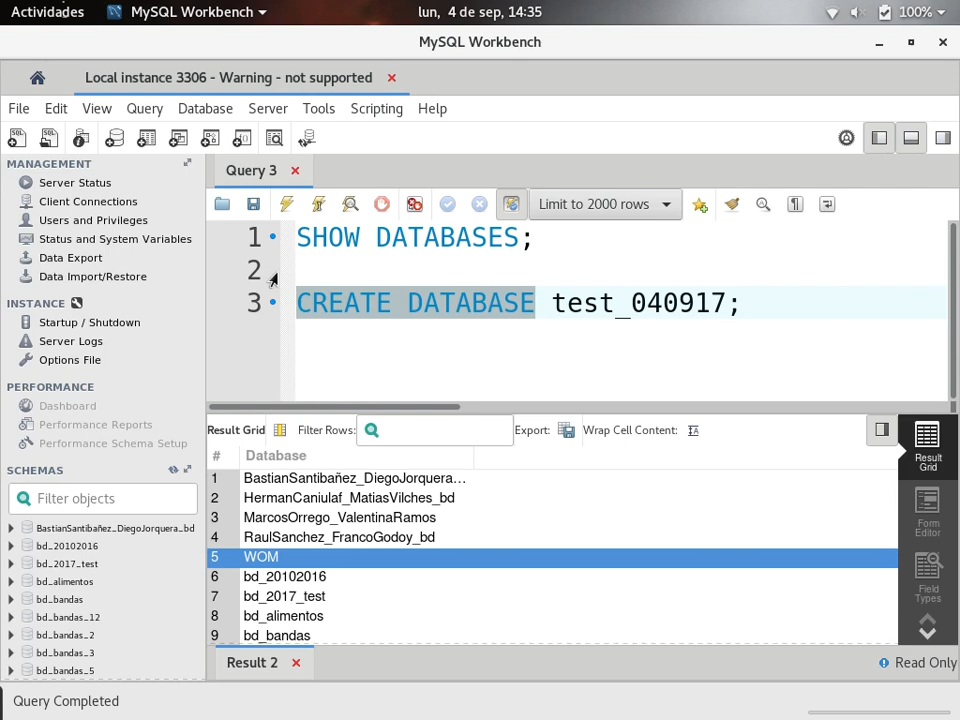 Actividades MySQL Workbench lun, 4 de sep, 14:35 100%
MySQL Workbench
Local instance 3306 - Warning - not supported
File Edit View Query Database Server Tools Scripting Help
MANAGEMENT
Server Status
Client Connections
Users and Privileges
Status and System Variables
Data Export
Data Import/Restore
INSTANCE
Startup / Shutdown
Server Logs
Options File
PERFORMANCE
Dashboard
Performance Reports
Performance Schema Setup
SCHEMAS
Filter objects
BastianSantibañez_DiegoJorquera_bd
bd_20102016
bd_2017_test
bd_alimentos
bd_bandas
bd_bandas_12
bd_bandas_2
bd_bandas_3
bd_bandas_5
Query 3
Limit to 2000 rows
1 SHOW DATABASES;
2
3 CREATE DATABASE test_040917;
Result Grid Filter Rows: Export: Wrap Cell Content:
# Database
1 BastianSantibañez_DiegoJorquera…
2 HermanCaniulaf_MatiasVilches_bd
3 MarcosOrrego_ValentinaRamos
4 RaulSanchez_FrancoGodoy_bd
5 WOM
6 bd_20102016
7 bd_2017_test
8 bd_alimentos
9 bd_bandas
Result
Grid
Form
Editor
Field
Types
Result 2 Read Only
Query Completed